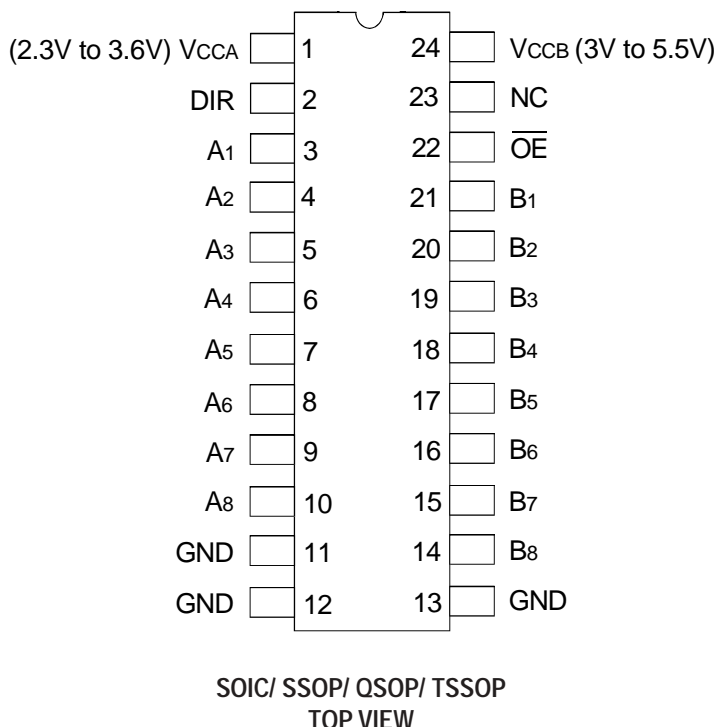 (2.3V to 3.6V) VCCA 1 24 VCCB (3V to 5.5V)
DIR 2 23 NC
A1 3 22 OE
A2 4 21 B1
A3 5 20 B2
A4 6 19 B3
A5 7 18 B4
A6 8 17 B5
A7 9 16 B6
A8 10 15 B7
GND 11 14 B8
GND 12 13 GND
SOIC/ SSOP/ QSOP/ TSSOP
TOP VIEW